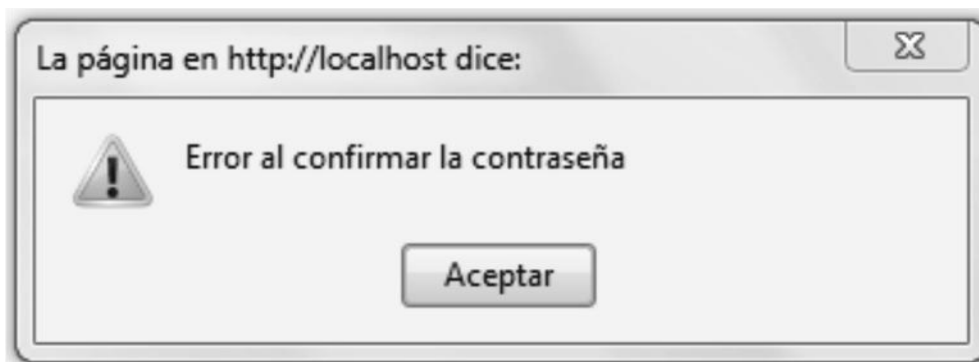 La página en http://localhost dice:
Error al confirmar la contraseña
Aceptar